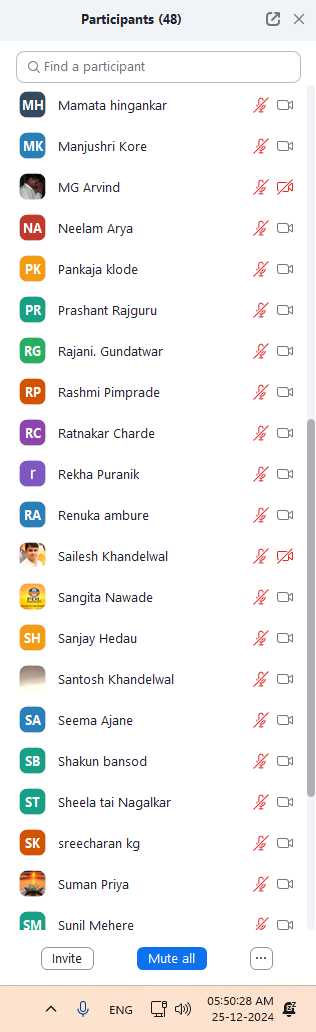 Participants (48)
Find a participant
MH Mamata hingankar
MK Manjushri Kore
MG Arvind
NA Neelam Arya
PK Pankaja klode
PR Prashant Rajguru
RG Rajani. Gundatwar
RP Rashmi Pimprade
RC Ratnakar Charde
r Rekha Puranik
RA Renuka ambure
Sailesh Khandelwal
Sangita Nawade
SH Sanjay Hedau
Santosh Khandelwal
SA Seema Ajane
SB Shakun bansod
ST Sheela tai Nagalkar
SK sreecharan kg
Suman Priya
SM Sunil Mehere
Invite Mute all ...
ENG 05:50:28 AM
25-12-2024